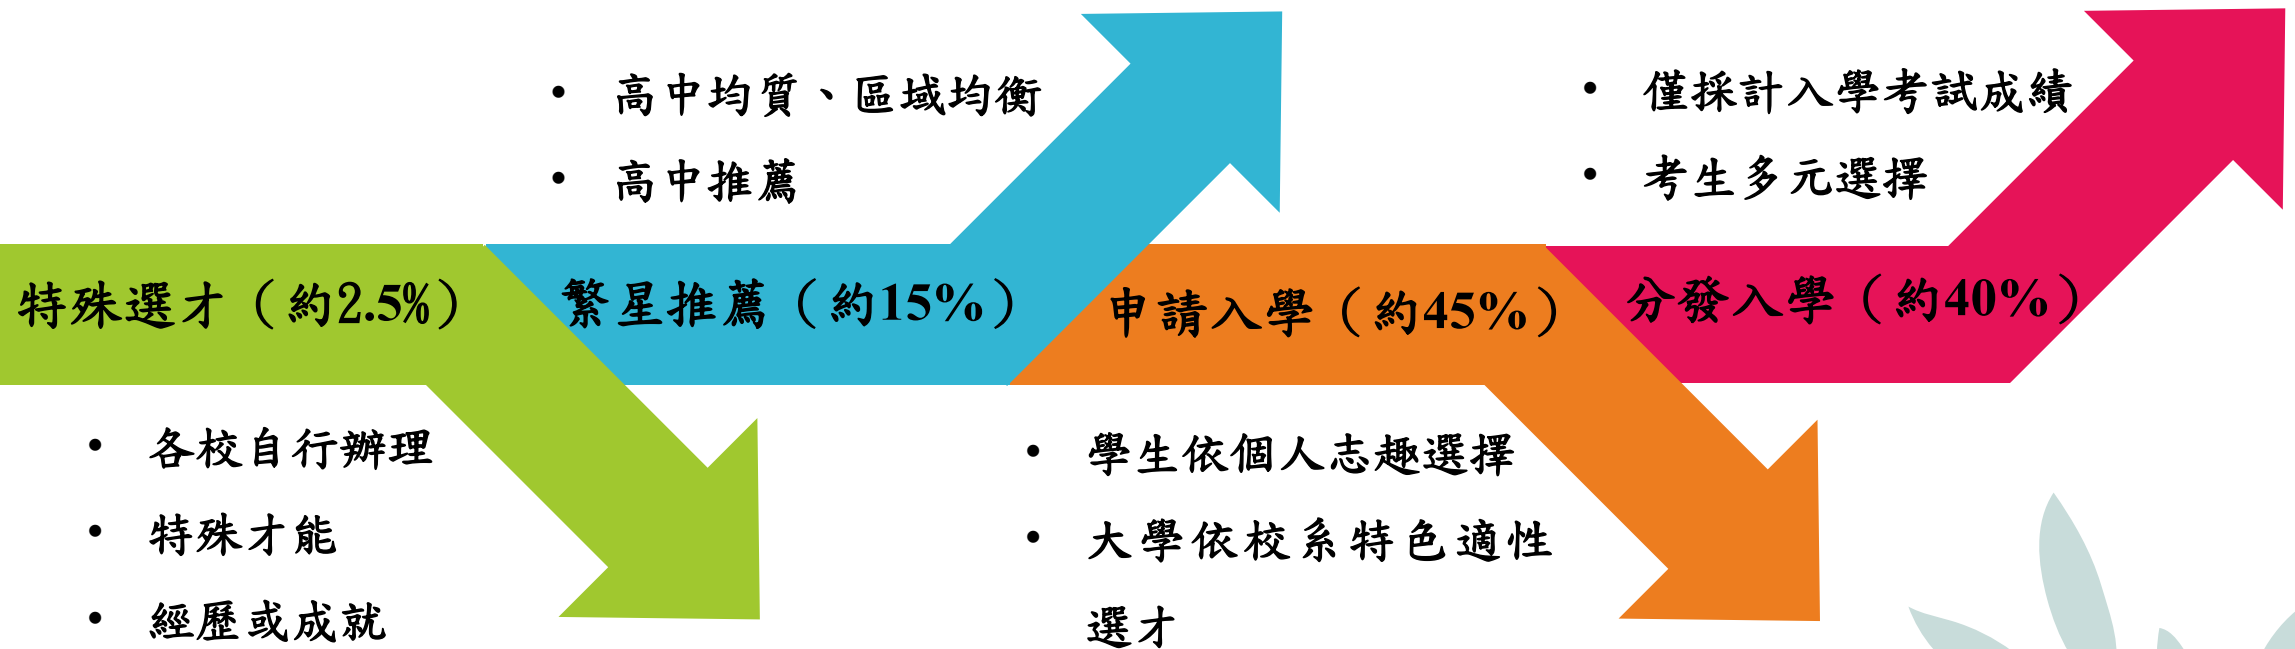 • 高中均質、區域均衡
• 高中推薦
• 僅採計入學考試成績
• 考生多元選擇
特殊選才（約2.5%）
繁星推薦（約15%）
申請入學（約45%）
分發入學（約40%）
• 各校自行辦理
• 特殊才能
• 經歷或成就
• 學生依個人志趣選擇
• 大學依校系特色適性
選才